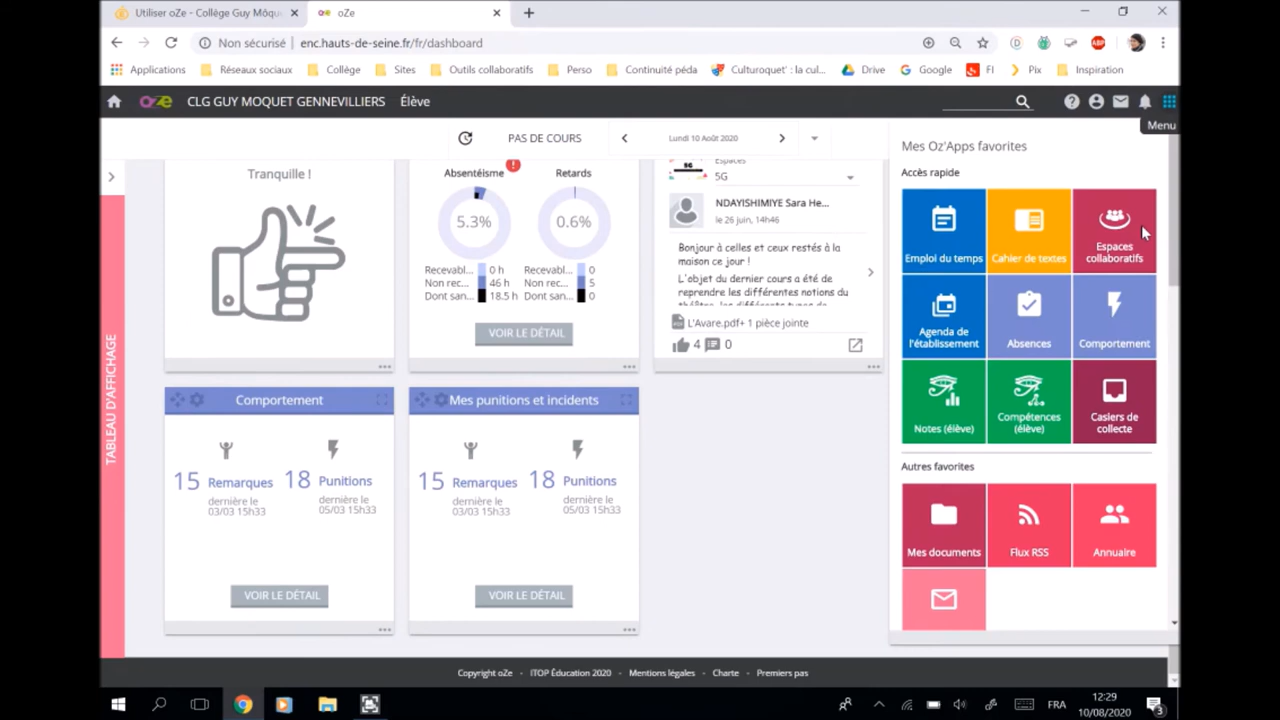 Utiliser oZe - Collège Guy Môqu
oZe
Non sécurisé
enc.hauts-de-seine.fr/fr/dashboard
ABP
Applications
Réseaux sociaux
Collège
Sites
Outils collaboratifs
Perso
Continuité péda
Culturoquet' : la cul...
Drive
Google
FI
Pix
Inspiration
oZe
CLG GUY MOQUET GENNEVILLIERS
Élève
Menu
PAS DE COURS
Lundi 10 Août 2020
TABLEAU D'AFFICHAGE
Tranquille !
Absentéisme
Retards
5.3%
0.6%
Recevabl... 0 h
Non rec... 46 h
Dont san... 18.5 h
Recevabl... 0
Non rec... 5
Dont san... 0
VOIR LE DÉTAIL
5G
Espaces
5G
NDAYISHIMIYE Sara He...
le 26 juin, 14h46
Bonjour à celles et ceux restés à la
maison ce jour !
L'objet du dernier cours a été de
reprendre les différentes notions du
théâtre, les différents types de
L'Avare.pdf+ 1 pièce jointe
4
0
Comportement
15 Remarques
dernière le
03/03 15h33
18 Punitions
dernière le
05/03 15h33
VOIR LE DÉTAIL
Mes punitions et incidents
15 Remarques
dernière le
03/03 15h33
18 Punitions
dernière le
05/03 15h33
VOIR LE DÉTAIL
Mes Oz'Apps favorites
Accès rapide
Emploi du temps
Cahier de textes
Espaces
collaboratifs
Agenda de
l'établissement
Absences
Comportement
Notes (élève)
Compétences
(élève)
Casiers de
collecte
Autres favorites
Mes documents
Flux RSS
Annuaire
Copyright oZe - ITOP Éducation 2020 - Mentions légales - Charte - Premiers pas
FRA
12:29
10/08/2020
3